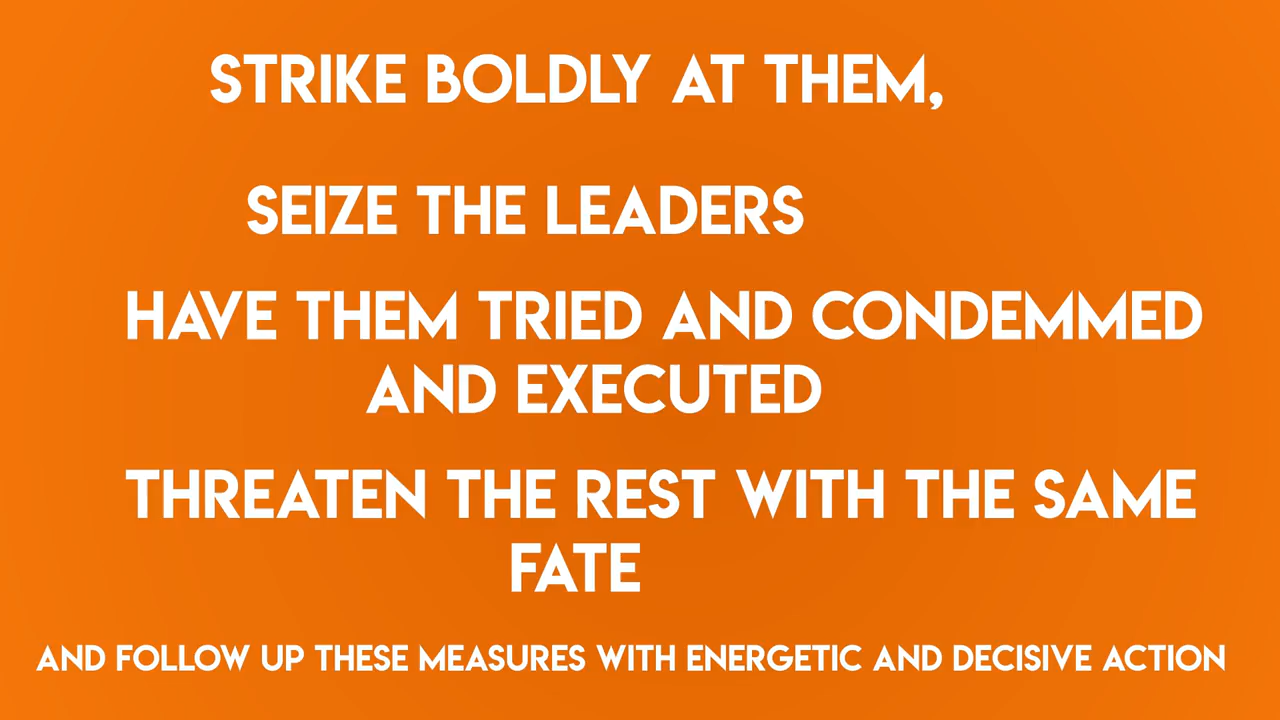 STRIKE BOLDLY AT THEM,
SEIZE THE LEADERS
HAVE THEM TRIED AND CONDEMMED
AND EXECUTED
THREATEN THE REST WITH THE SAME
FATE
AND FOLLOW UP THESE MEASURES WITH ENERGETIC AND DECISIVE ACTION